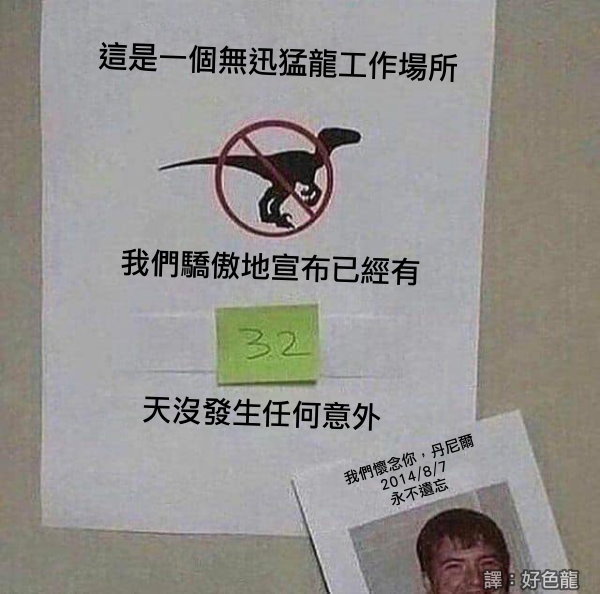 這是一個無迅猛龍工作場所
我們驕傲地宣布已經有
32
天沒發生任何意外
我們懷念你，丹尼爾
2014/8/7
永不遺忘
譯：好色龍